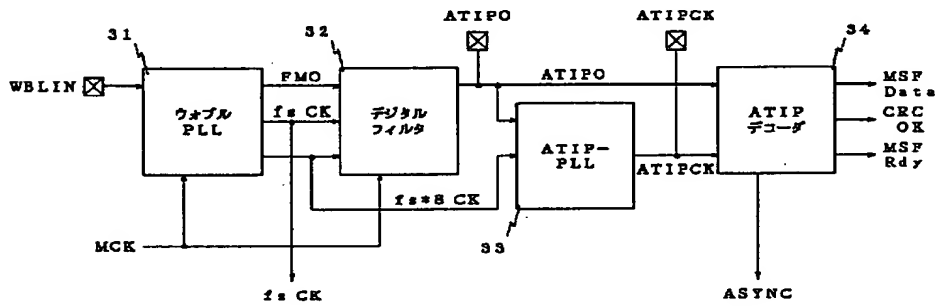 ATIPO
ATIPCK
31
32
34
WBLIN
ウォブル
PLL
FMO
fs CK
デジタル
フィルタ
ATIPO
ATIP-
PLL
ATIPCK
ATIP
デコーダ
MSF
Data
CRC
OK
MSF
Rdy
fs*8 CK
33
MCK
fs CK
ASYNC